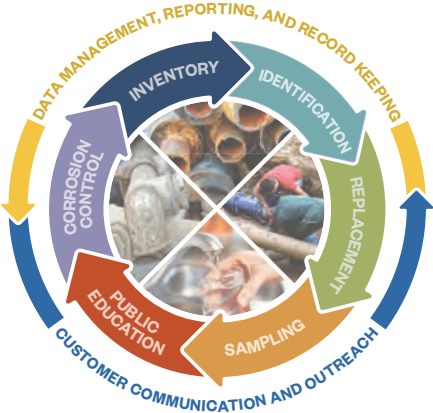 DATA MANAGEMENT, REPORTING, AND RECORD KEEPING
INVENTORY
IDENTIFICATION
REPLACEMENT
SAMPLING
PUBLIC
EDUCATION
CORROSION
CONTROL
CUSTOMER COMMUNICATION AND OUTREACH